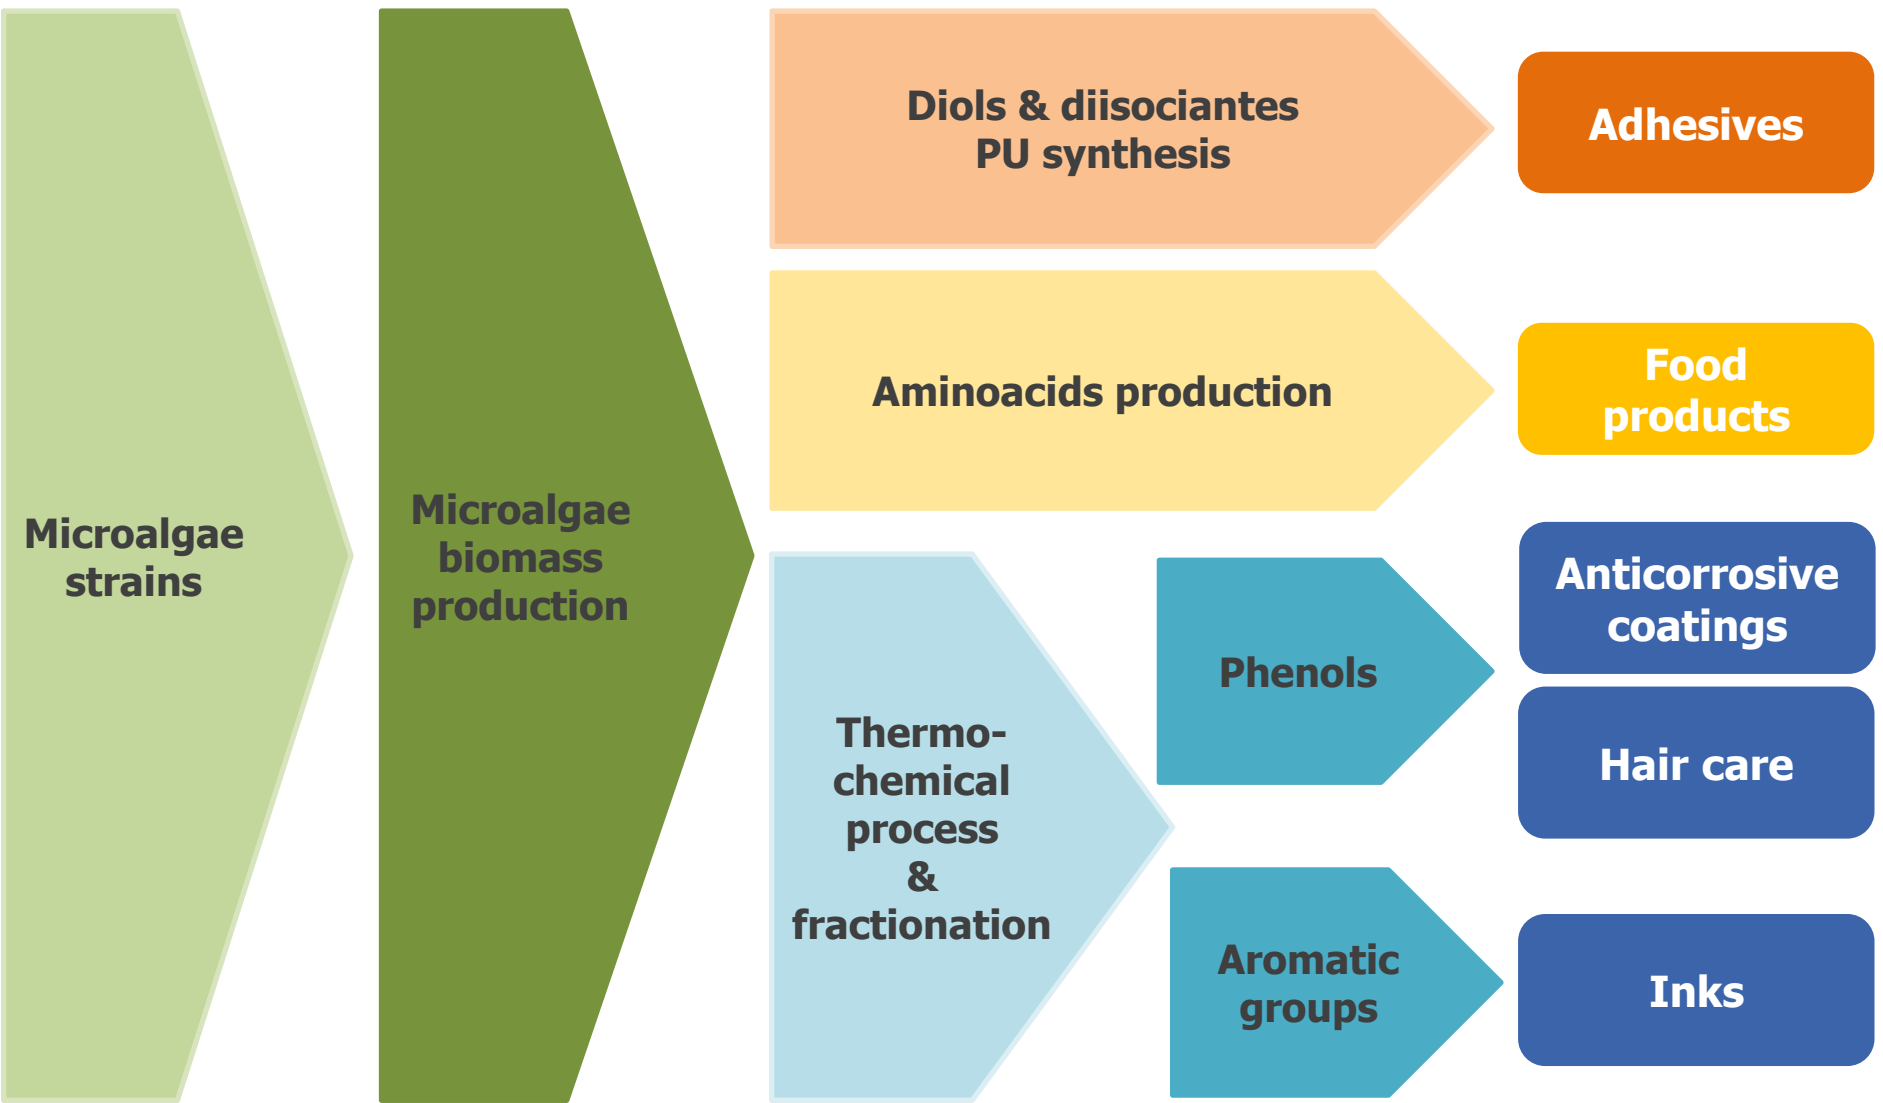 Microalgae
strains
Microalgae
biomass
production
Diols & diisociantes
PU synthesis
Adhesives
Aminoacids production
Food
products
Thermo-
chemical
process
&
fractionation
Phenols
Anticorrosive
coatings
Hair care
Aromatic
groups
Inks